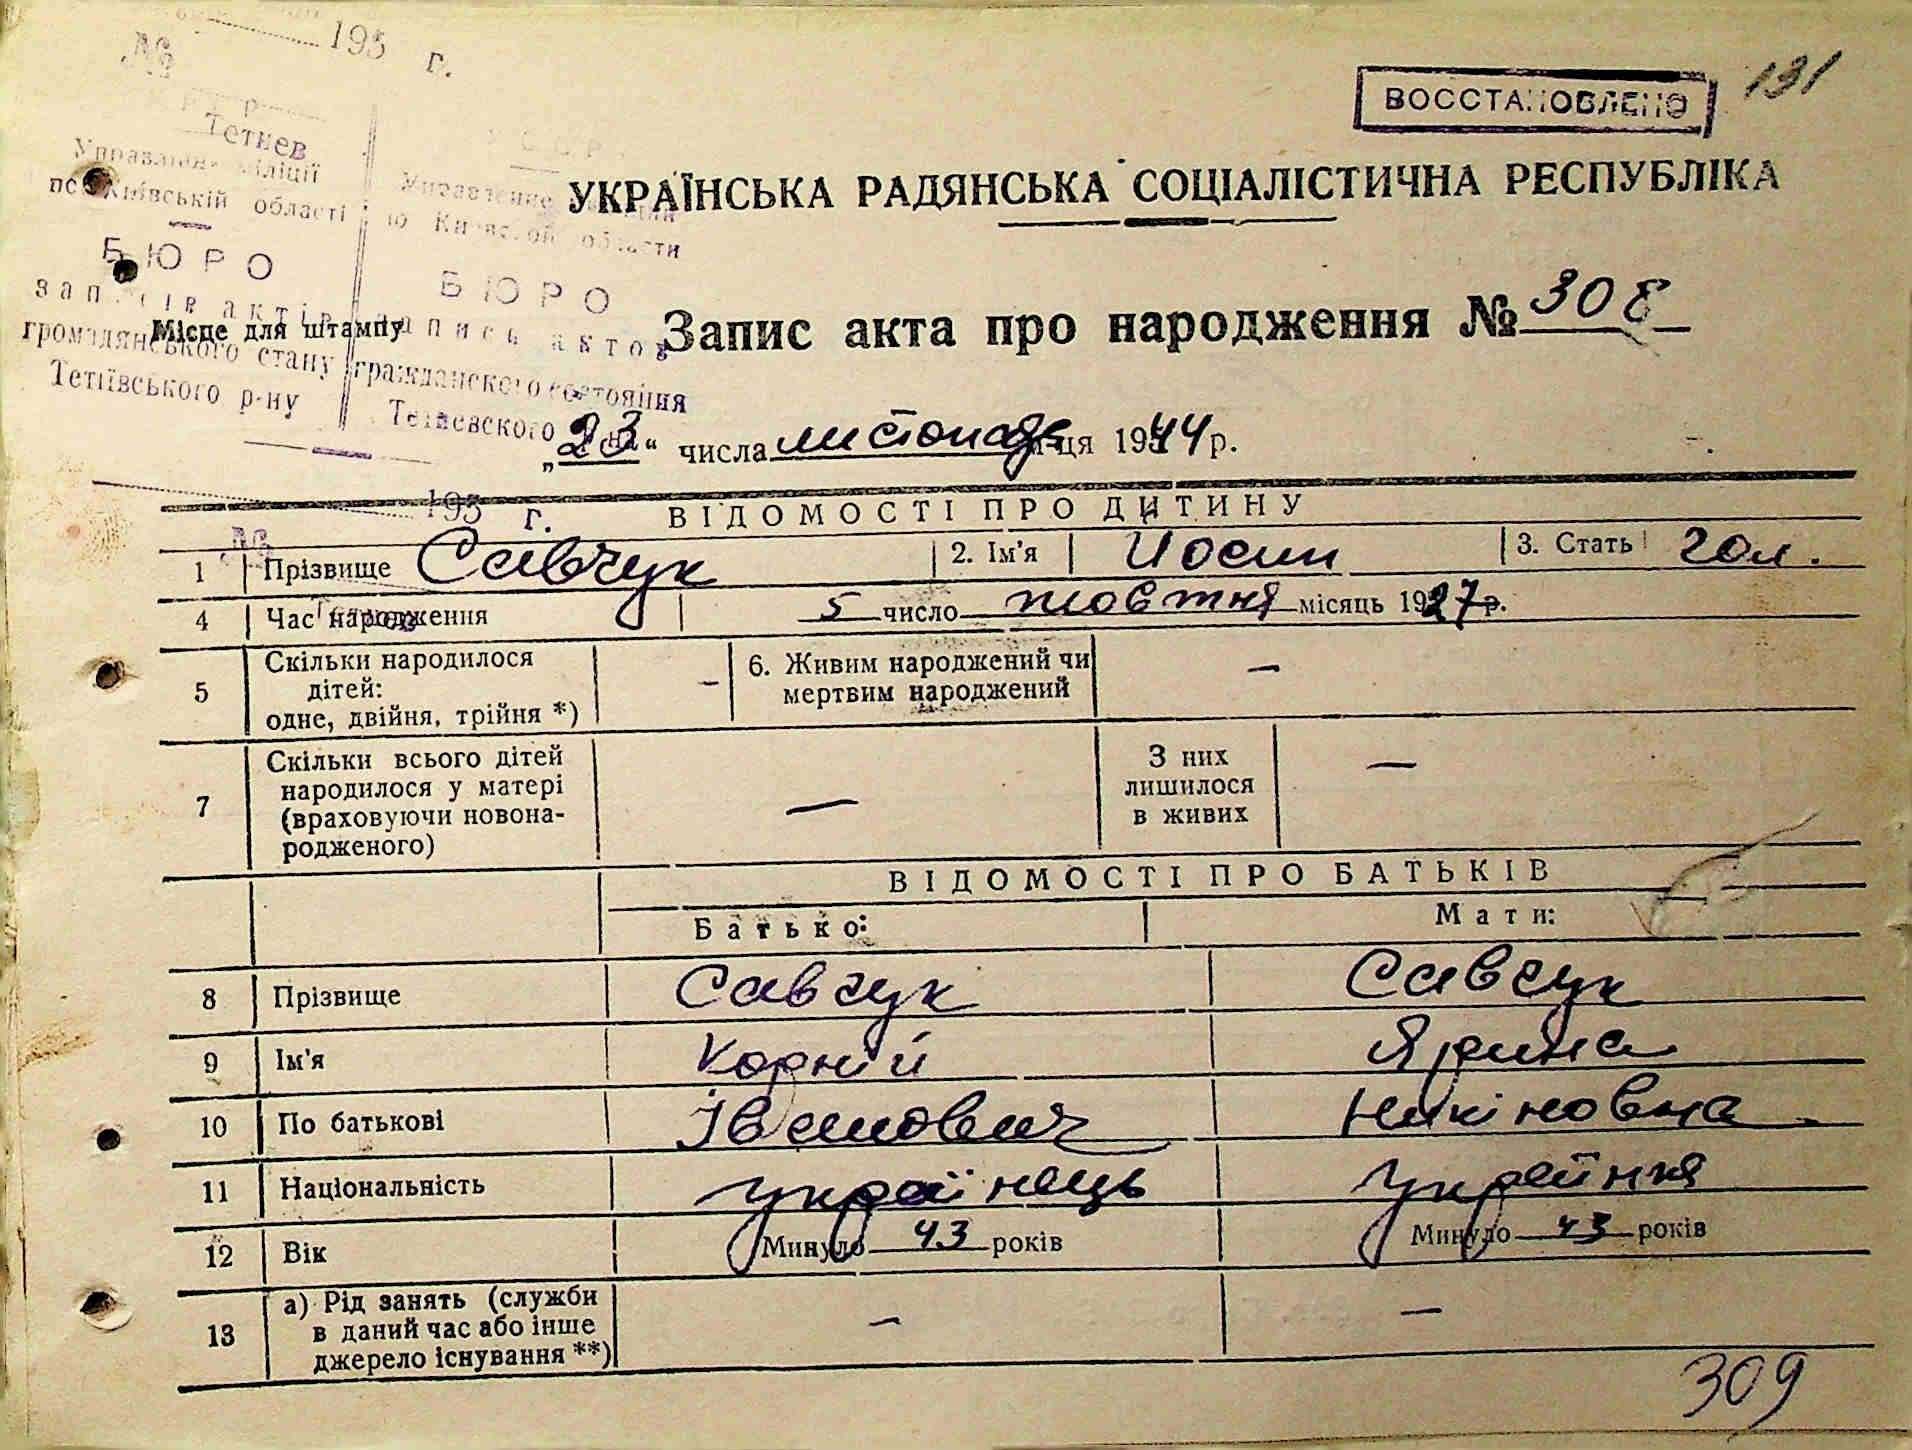 195 г.
№
131
ВОССТАНОВЛЕНО
Тетиев
Управління міліції
по Київській області
Управление милиции
по Киевской области
УКРАЇНСЬКА РАДЯНСЬКА СОЦІАЛІСТИЧНА РЕСПУБЛІКА
БЮРО
записів актів
громадянського стану
Тетіївського р-ну
БЮРО
записи актов
гражданского состояния
Тетиевского р-на
Місце для штампу
Запис акта про народження № 308
„23“ числа листопада м-ця 1944 р.
195 г.
№
Тетиев
ВІДОМОСТІ ПРО ДИТИНУ
1 Прізвище Савчук 2. Ім'я Йосип 3. Стать чол.
4 Час народження 5 число жовтня місяць 1927 р.
5 Скільки народилося дітей: одне, двійня, трійня *) – 6. Живим народжений чи мертвим народжений –
7 Скільки всього дітей народилося у матері (враховуючи новонародженого) — З них лишилося в живих —
ВІДОМОСТІ ПРО БАТЬКІВ
Батько: Мати:
8 Прізвище Савчук Савчук
9 Ім'я Корній Ярина
10 По батькові Іванович
11 Національність українець українка
12 Вік Минуло 43 років Минуло 43 років
13 а) Рід занять (служби в даний час або інше джерело існування **) – —
309